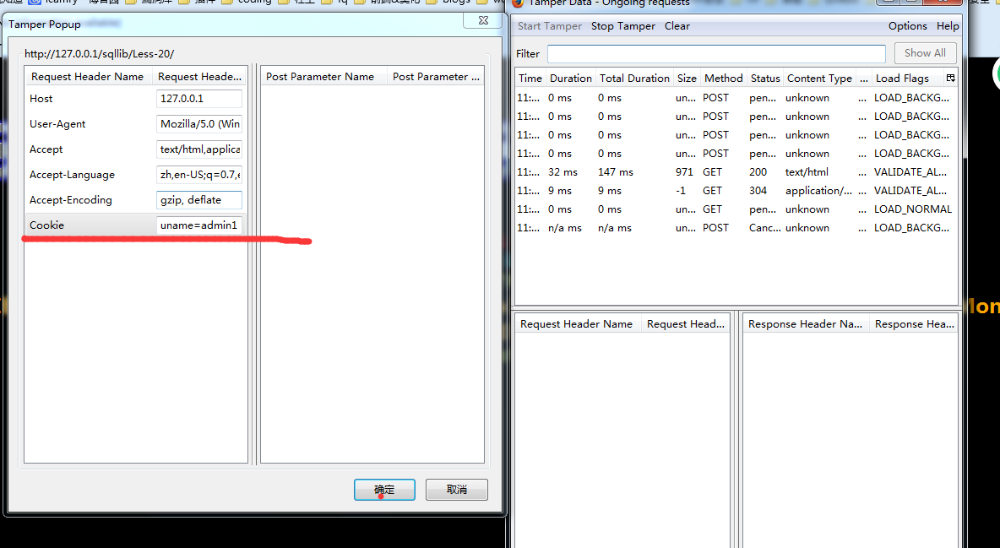 Tamper Popup
http://127.0.0.1/sqllib/Less-20/
Request Header Name Request Heade...
Host 127.0.0.1
User-Agent Mozilla/5.0 (Win
Accept text/html,applica
Accept-Language zh,en-US;q=0.7,e
Accept-Encoding gzip, deflate
Cookie uname=admin1
Post Parameter Name Post Parameter ...
确定 取消
Tamper Data - Ongoing requests
Start Tamper Stop Tamper Clear Options Help
Filter Show All
Time Duration Total Duration Size Method Status Content Type ... Load Flags
11:... 0 ms 0 ms un... POST pen... unknown ... LOAD_BACKG...
11:... 0 ms 0 ms un... POST pen... unknown ... LOAD_BACKG...
11:... 0 ms 0 ms un... POST pen... unknown ... LOAD_BACKG...
11:... 0 ms 0 ms un... POST pen... unknown ... LOAD_BACKG...
11:... 32 ms 147 ms 971 GET 200 text/html ... VALIDATE_AL...
11:... 9 ms 9 ms -1 GET 304 application/... ... VALIDATE_AL...
11:... 0 ms 0 ms un... GET pen... unknown ... LOAD_NORMAL
11:... n/a ms n/a ms un... POST Canc... unknown ... LOAD_BACKG...
Request Header Name Request Head...
Response Header Na... Response Hea...
Mon